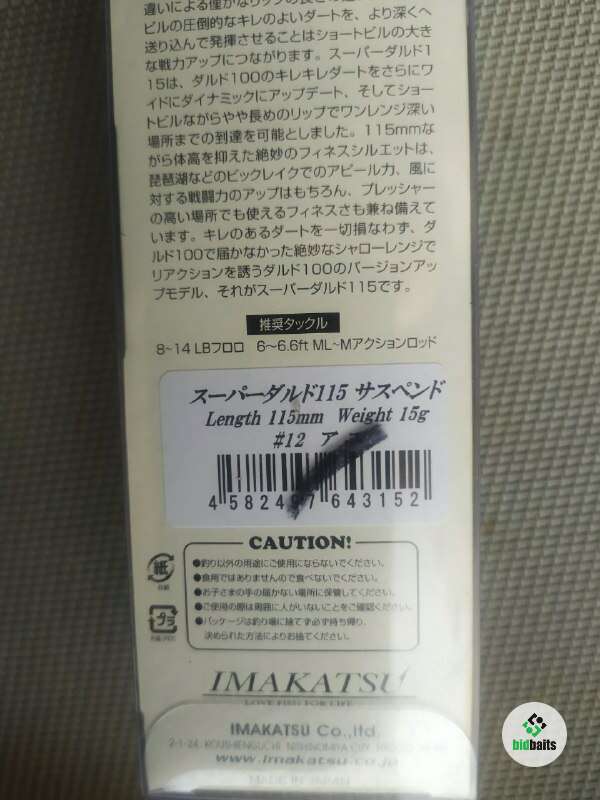 違いによる僅かなリップの長さの
ビルの圧倒的なキレのよいダートを、より深くへ
送り込んで発揮させることはショートビルの大き
な戦力アップにつながります。スーパーダルド1
15は、ダルド100のキレキレダートをさらにワ
イドにダイナミックにアップデート、そしてショー
トビルながらやや長めのリップでワンレンジ深い
場所までの到達を可能としました。115mmな
がら体高を抑えた絶妙のフィネスシルエットは、
琵琶湖などのビックレイクでのアピール力、風に
対する戦闘力のアップはもちろん、プレッシャー
の高い場所でも使えるフィネスさも兼ね備えて
います。キレのあるダートを一切損なわず、ダ
ルド100で届かなかった絶妙なシャローレンジで
リアクションを誘うダルド100のバージョンアッ
プモデル、それがスーパーダルド115です。
推奨タックル
8~14 LBフロロ 6~6.6ft ML~Mアクションロッド
スーパーダルド115 サスペンド
Length 115mm Weight 15g
#12 ア
4 582487 643152
CAUTION!
●釣り以外の用途にご使用にならないでください。
●食用ではありませんので食べないでください。
●お子さまの手の届かない場所に保管してください。
●ご使用の際は周囲に人がいないことをご確認ください。
●パッケージは釣り場に捨てず必ず持ち帰り、
決められた方法によりお捨てください。
紙
プラ
IMAKATSU
LOVE FISH FOR LIFE
IMAKATSU Co.,ltd.
2-1-24, KOUSHIENGUCHI, NISHINOMIYA CITY,
www.imakatsu.co.jp
MADE IN JAPAN
bidbaits